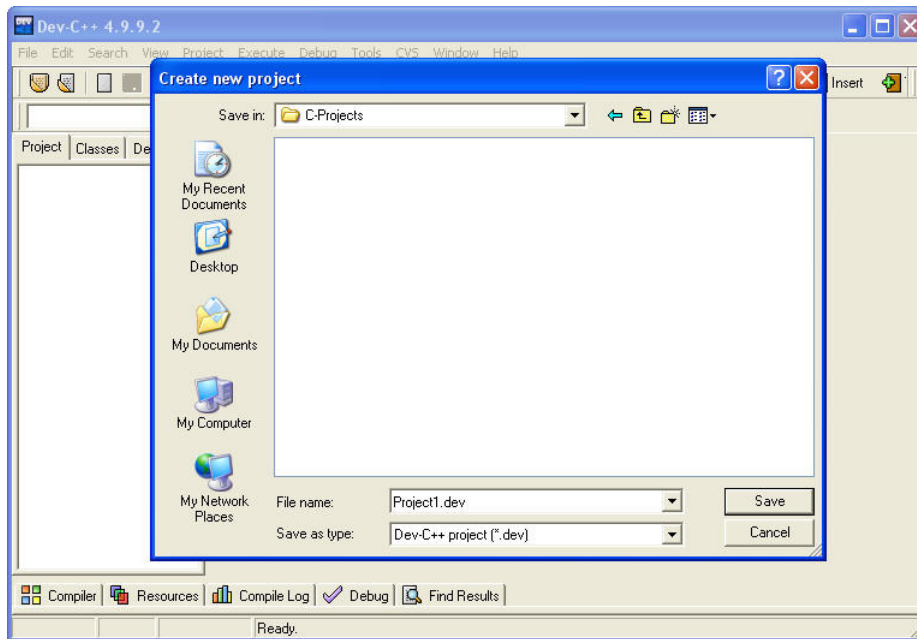 Dev-C++ 4.9.9.2
File Edit Search View Project Execute Debug Tools CVS Window Help
Create new project
Insert
Save in: C-Projects
Project Classes De
My Recent
Documents
Desktop
My Documents
My Computer
My Network
Places
File name: Project1.dev Save
Save as type: Dev-C++ project (*.dev) Cancel
Compiler Resources Compile Log Debug Find Results
Ready.